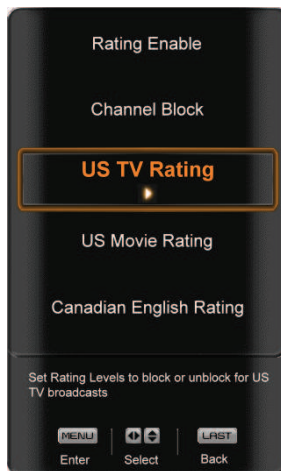 Rating Enable
Channel Block
US TV Rating
US Movie Rating
Canadian English Rating
Set Rating Levels to block or unblock for US
TV broadcasts
MENU LAST
Enter Select Back